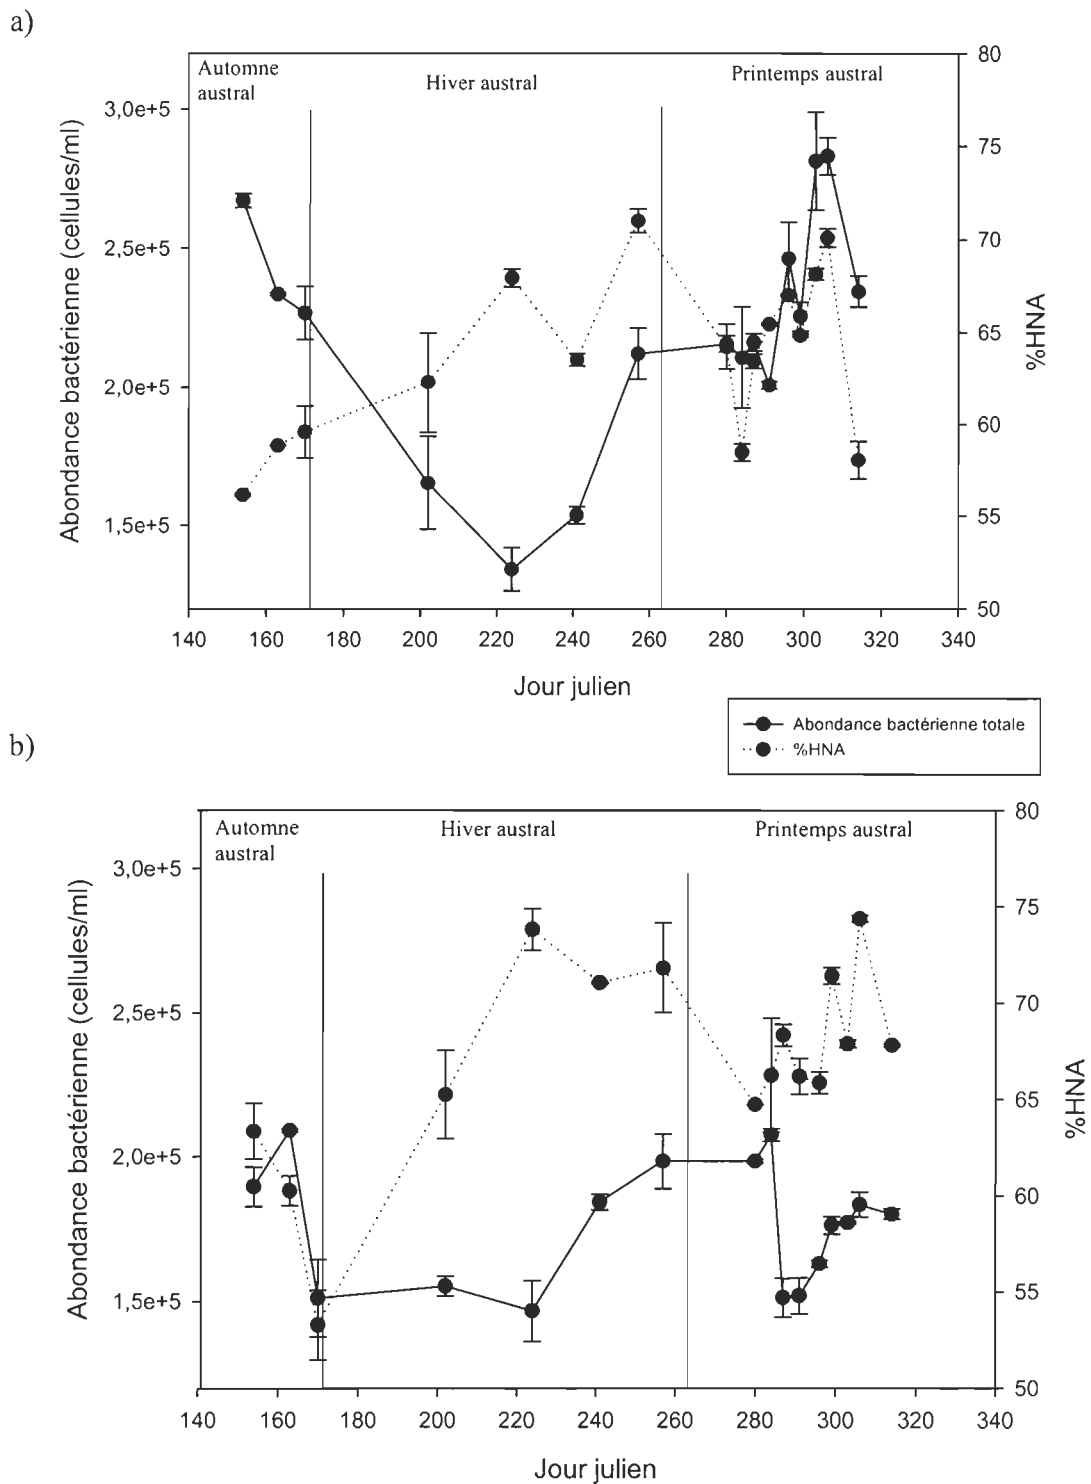 a)
Automne
austral
Hiver austral
Printemps austral
Abondance bactérienne (cellules/ml)
3,0e+5
2,5e+5
2,0e+5
1,5e+5
80
75
70
65
60
55
50
%HNA
140 160 180 200 220 240 260 280 300 320 340
Jour julien
Abondance bactérienne totale
%HNA
b)
Automne
austral
Hiver austral
Printemps austral
Abondance bactérienne (cellules/ml)
3,0e+5
2,5e+5
2,0e+5
1,5e+5
80
75
70
65
60
55
50
%HNA
140 160 180 200 220 240 260 280 300 320 340
Jour julien